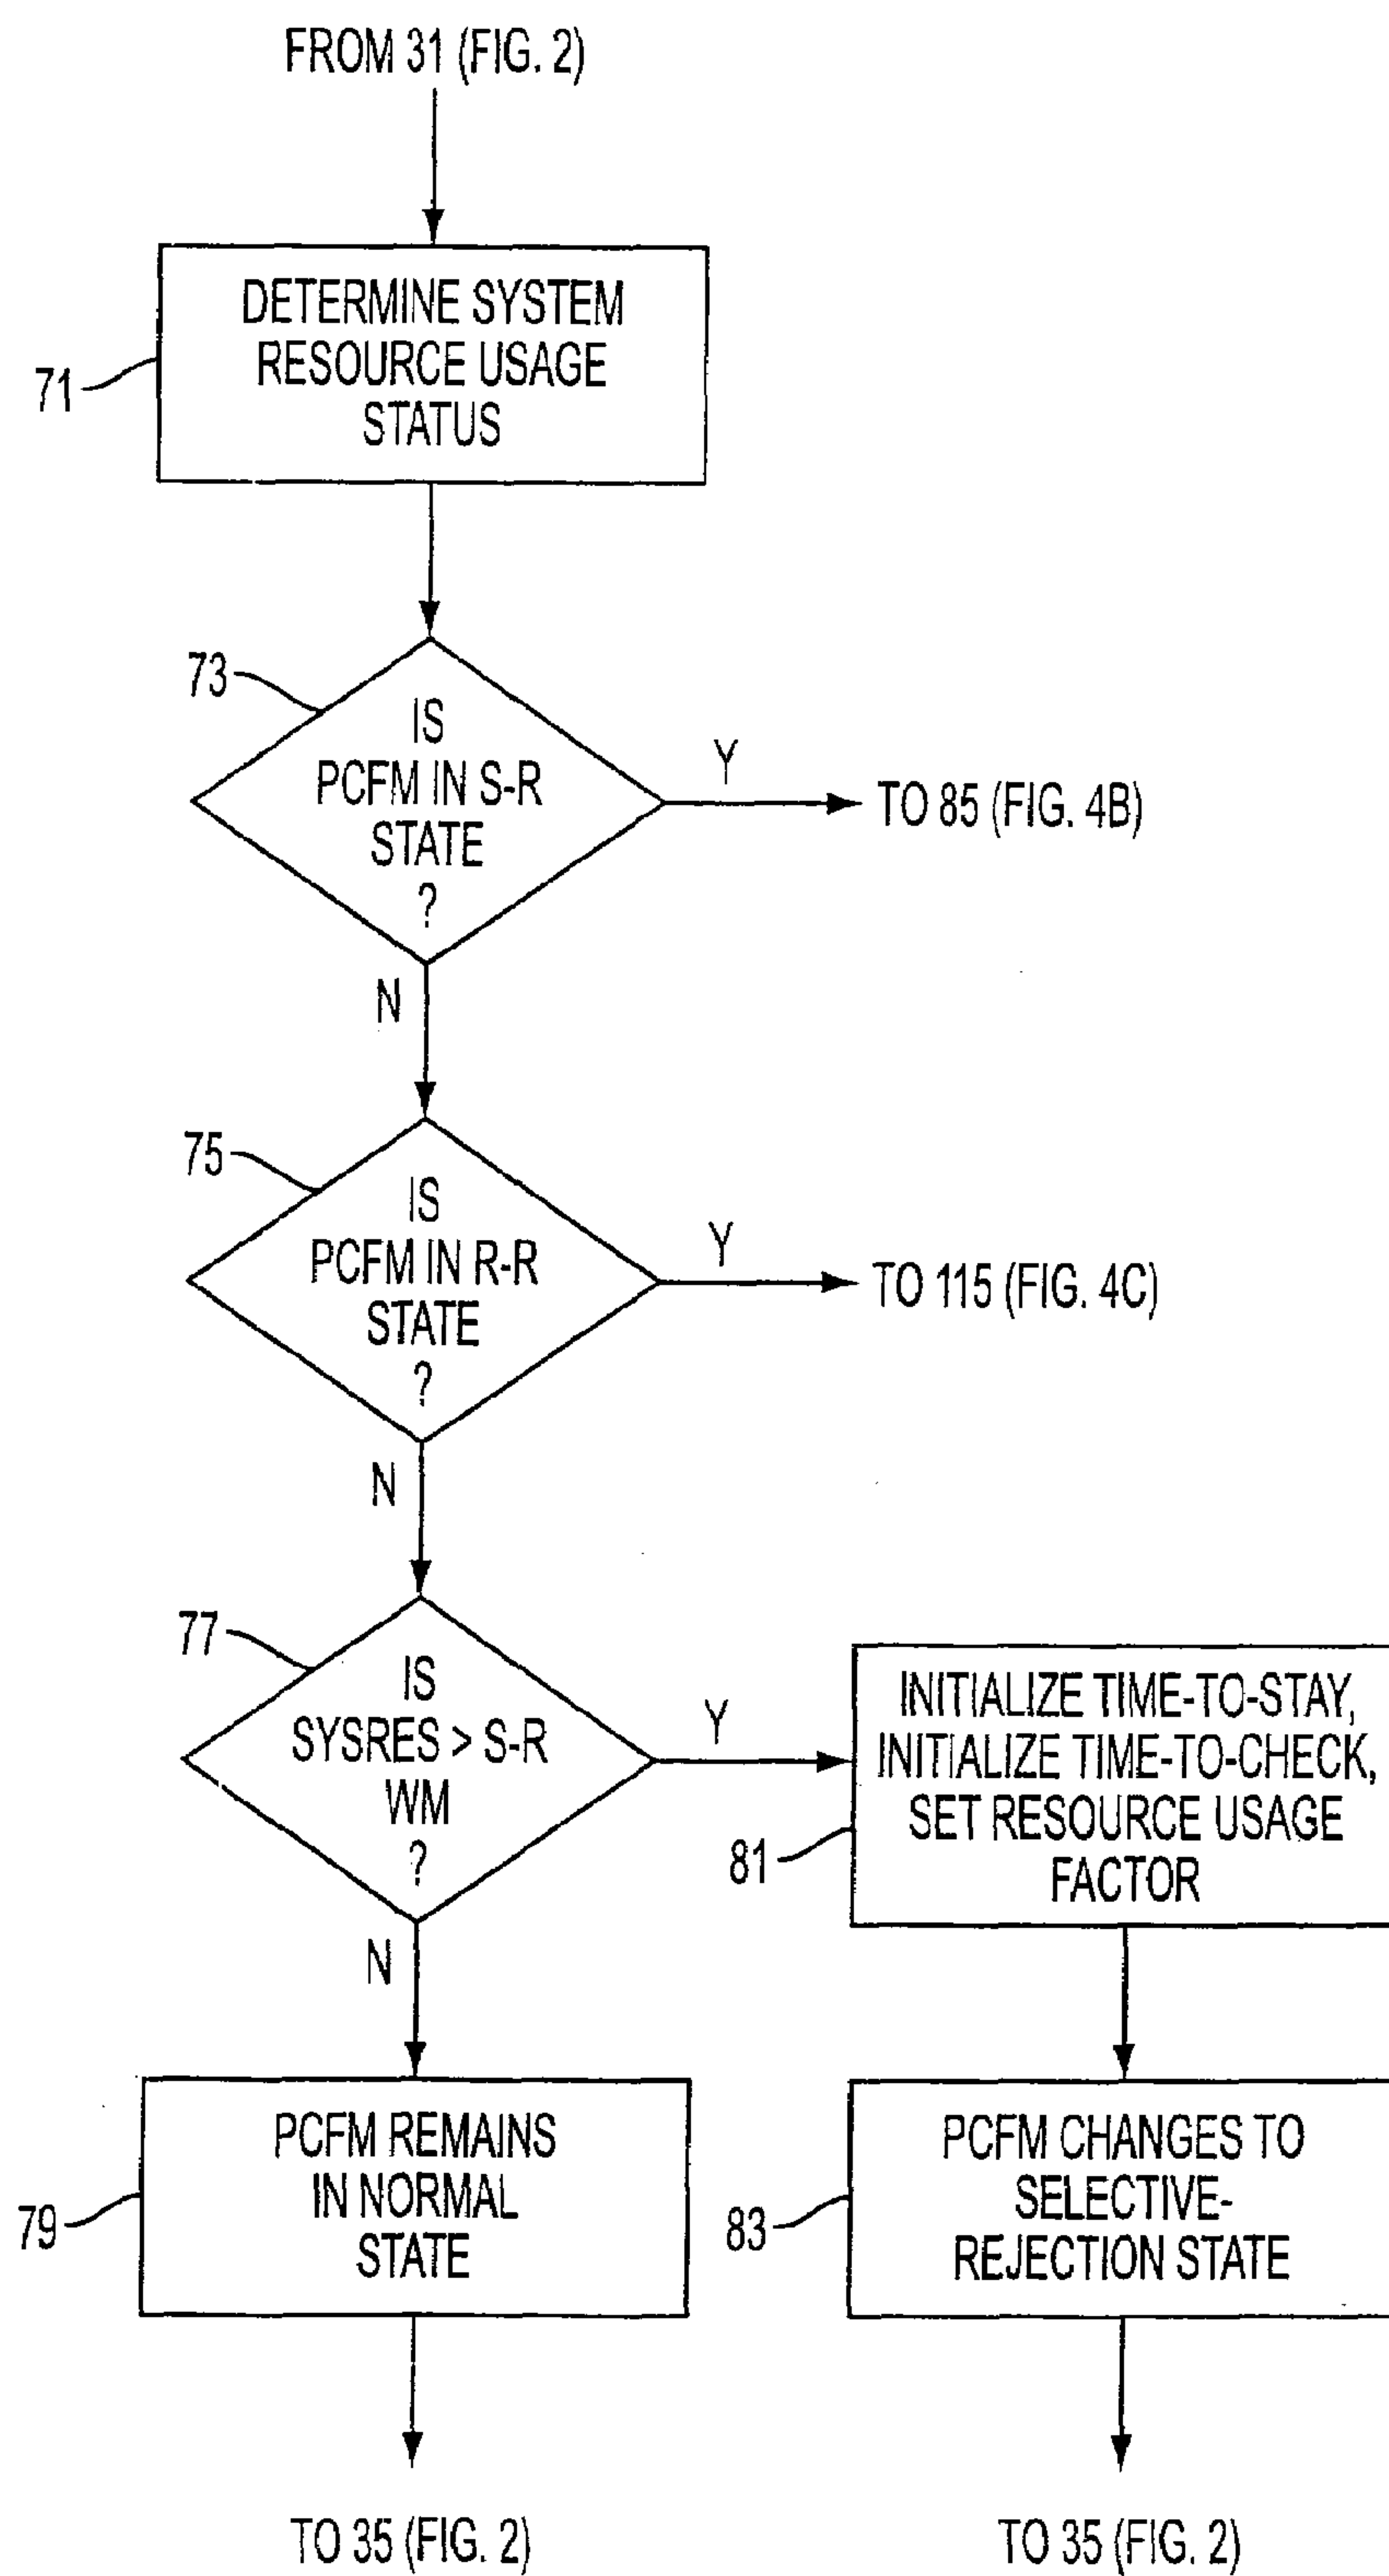 FROM 31 (FIG. 2)
71
DETERMINE SYSTEM
RESOURCE USAGE
STATUS
73
IS
PCFM IN S-R
STATE
?
Y
TO 85 (FIG. 4B)
N
75
IS
PCFM IN R-R
STATE
?
Y
TO 115 (FIG. 4C)
N
77
IS
SYSRES > S-R
WM
?
Y
81
INITIALIZE TIME-TO-STAY,
INITIALIZE TIME-TO-CHECK,
SET RESOURCE USAGE
FACTOR
N
79
PCFM REMAINS
IN NORMAL
STATE
83
PCFM CHANGES TO
SELECTIVE-
REJECTION STATE
TO 35 (FIG. 2)
TO 35 (FIG. 2)